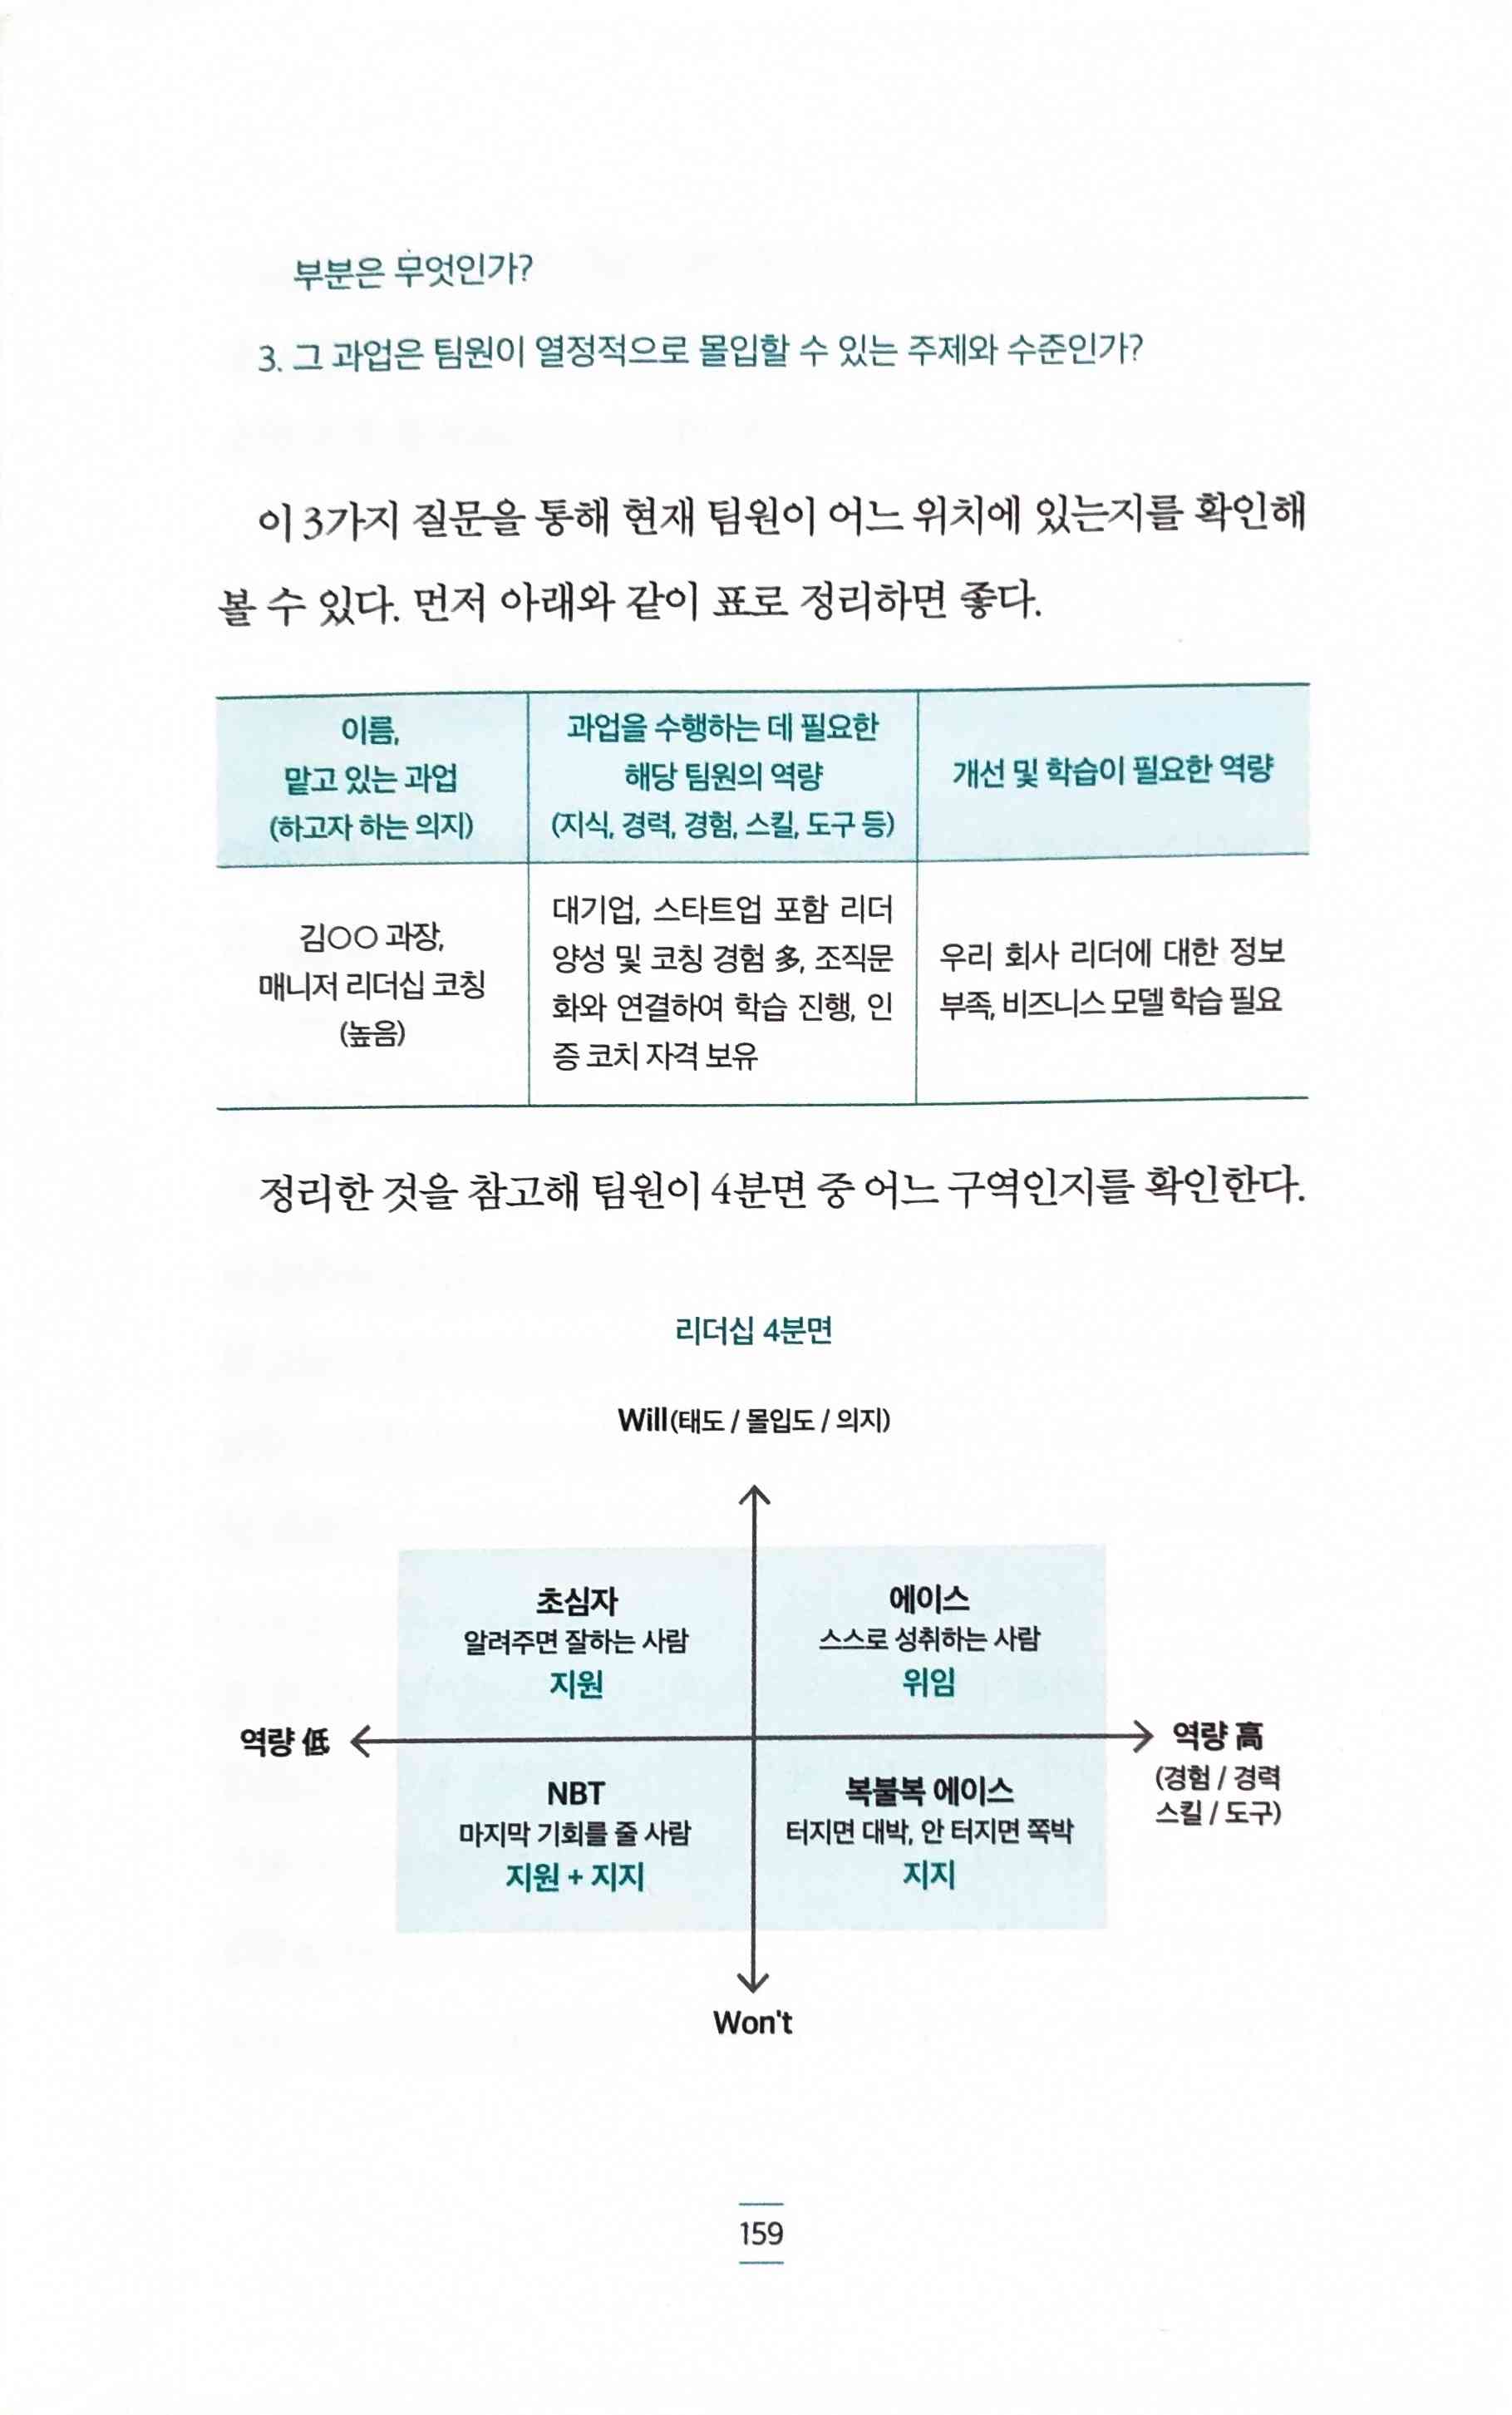 부분은 무엇인가?
3. 그 과업은 팀원이 열정적으로 몰입할 수 있는 주제와 수준인가?
이 3가지 질문을 통해 현재 팀원이 어느 위치에 있는지를 확인해
볼 수 있다. 먼저 아래와 같이 표로 정리하면 좋다.
이름,
맡고 있는 과업
(하고자 하는 의지)
과업을 수행하는 데 필요한
해당 팀원의 역량
(지식, 경력, 경험, 스킬, 도구 등)
개선 및 학습이 필요한 역량
김○○ 과장,
매니저 리더십 코칭
(높음)
대기업, 스타트업 포함 리더
양성 및 코칭 경험 多, 조직문
화와 연결하여 학습 진행, 인
증 코치 자격 보유
우리 회사 리더에 대한 정보
부족, 비즈니스 모델 학습 필요
정리한 것을 참고해 팀원이 4분면 중 어느 구역인지를 확인한다.
리더십 4분면
Will(태도 / 몰입도 / 의지)
초심자
알려주면 잘하는 사람
지원
에이스
스스로 성취하는 사람
위임
역량 低
역량 高
(경험 / 경력
스킬 / 도구)
NBT
마지막 기회를 줄 사람
지원 + 지지
복불복 에이스
터지면 대박, 안 터지면 쪽박
지지
Won't
159